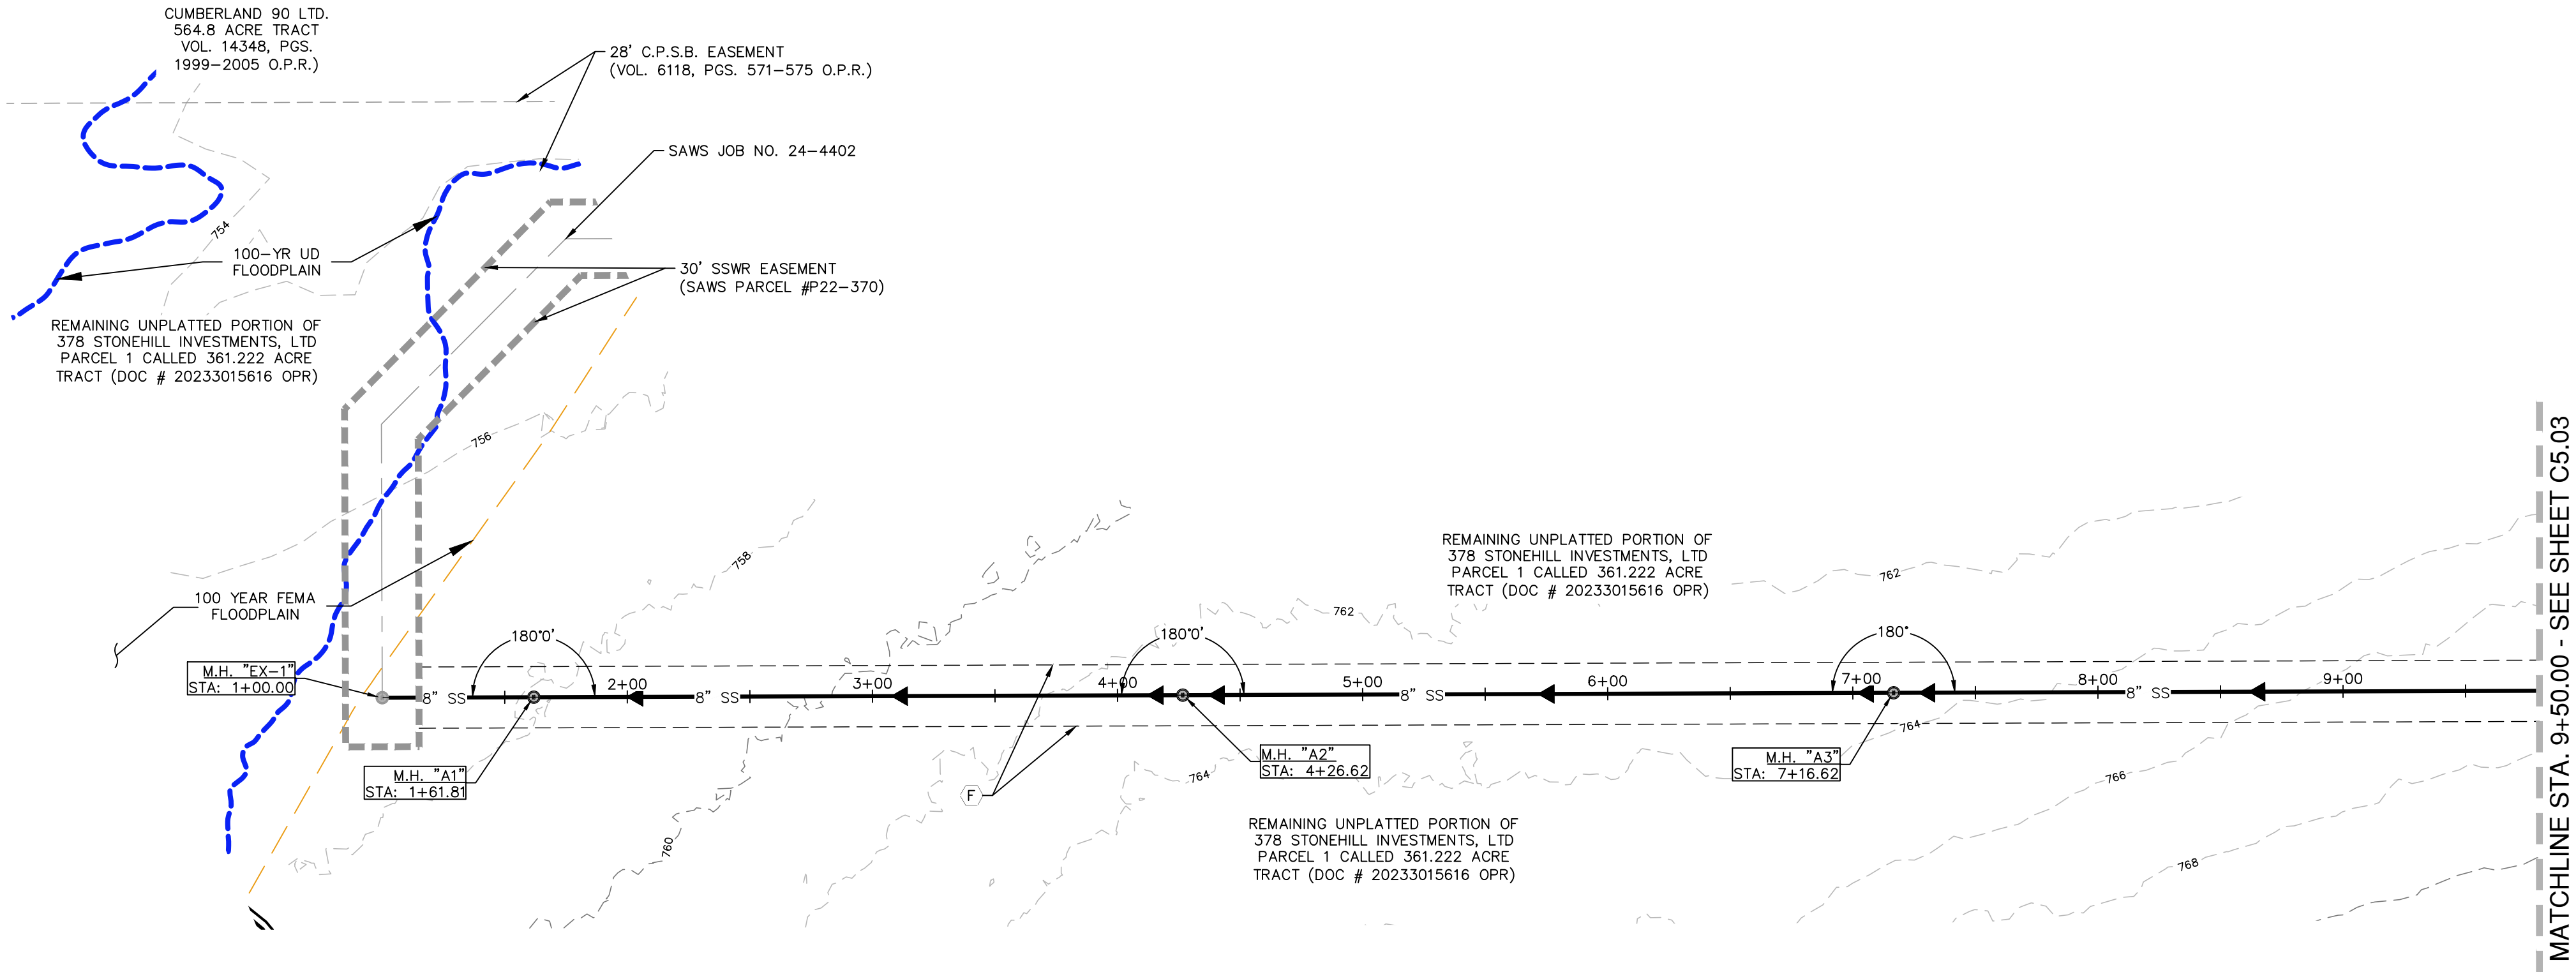 CUMBERLAND 90 LTD.
564.8 ACRE TRACT
VOL. 14348, PGS.
1999-2005 O.P.R.)
28' C.P.S.B. EASEMENT
(VOL. 6118, PGS. 571-575 O.P.R.)
SAWS JOB NO. 24-4402
754
100-YR UD
FLOODPLAIN
30' SSWR EASEMENT
(SAWS PARCEL #P22-370)
REMAINING UNPLATTED PORTION OF
378 STONEHILL INVESTMENTS, LTD
PARCEL 1 CALLED 361.222 ACRE
TRACT (DOC # 20233015616 OPR)
756
758
REMAINING UNPLATTED PORTION OF
378 STONEHILL INVESTMENTS, LTD
PARCEL 1 CALLED 361.222 ACRE
TRACT (DOC # 20233015616 OPR)
762
762
100 YEAR FEMA
FLOODPLAIN
180°0'
180°0'
180°
M.H. "EX-1"
STA: 1+00.00
8" SS
2+00
8" SS
3+00
4+00
5+00
8" SS
6+00
7+00
8+00
8" SS
9+00
764
M.H. "A1"
STA: 1+61.81
M.H. "A2"
STA: 4+26.62
M.H. "A3"
STA: 7+16.62
F
764
766
760
768
REMAINING UNPLATTED PORTION OF
378 STONEHILL INVESTMENTS, LTD
PARCEL 1 CALLED 361.222 ACRE
TRACT (DOC # 20233015616 OPR)
MATCHLINE STA. 9+50.00 - SEE SHEET C5.03